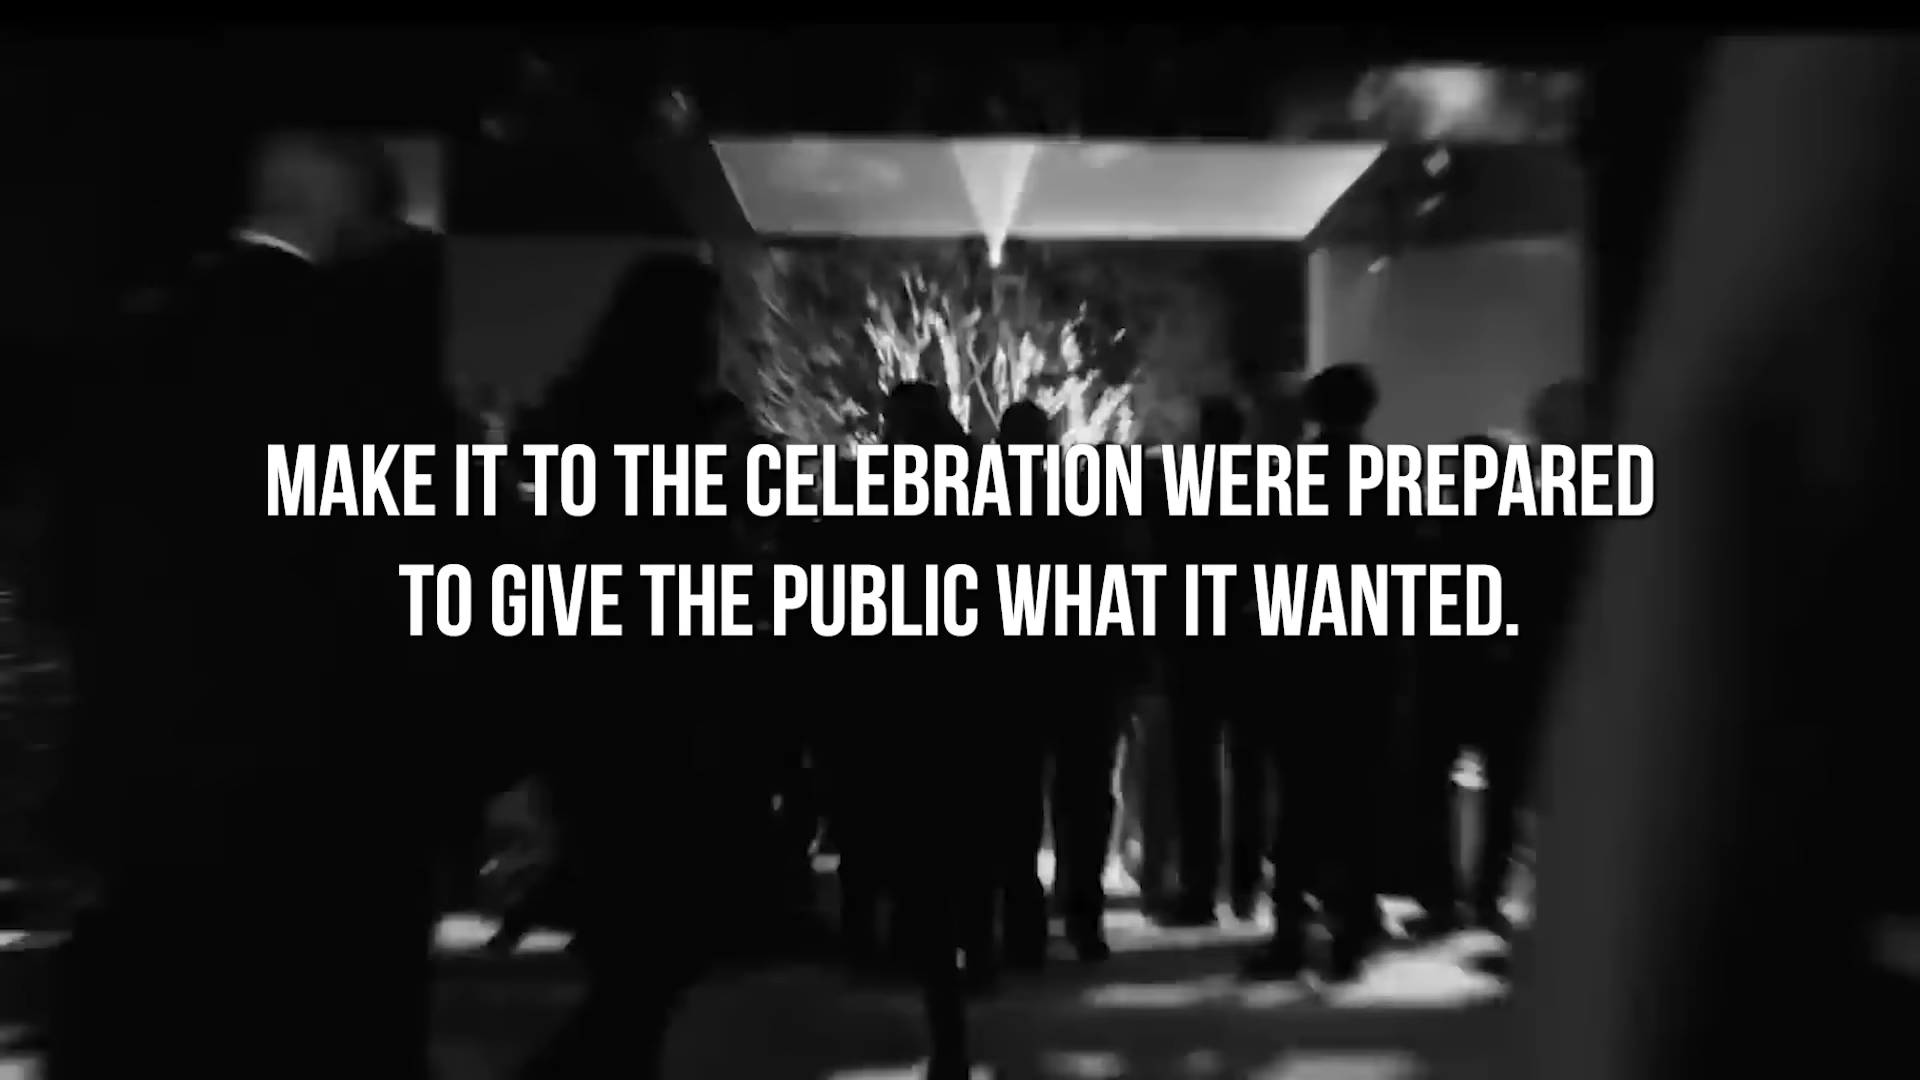 MAKE IT TO THE CELEBRATION WERE PREPARED
TO GIVE THE PUBLIC WHAT IT WANTED.